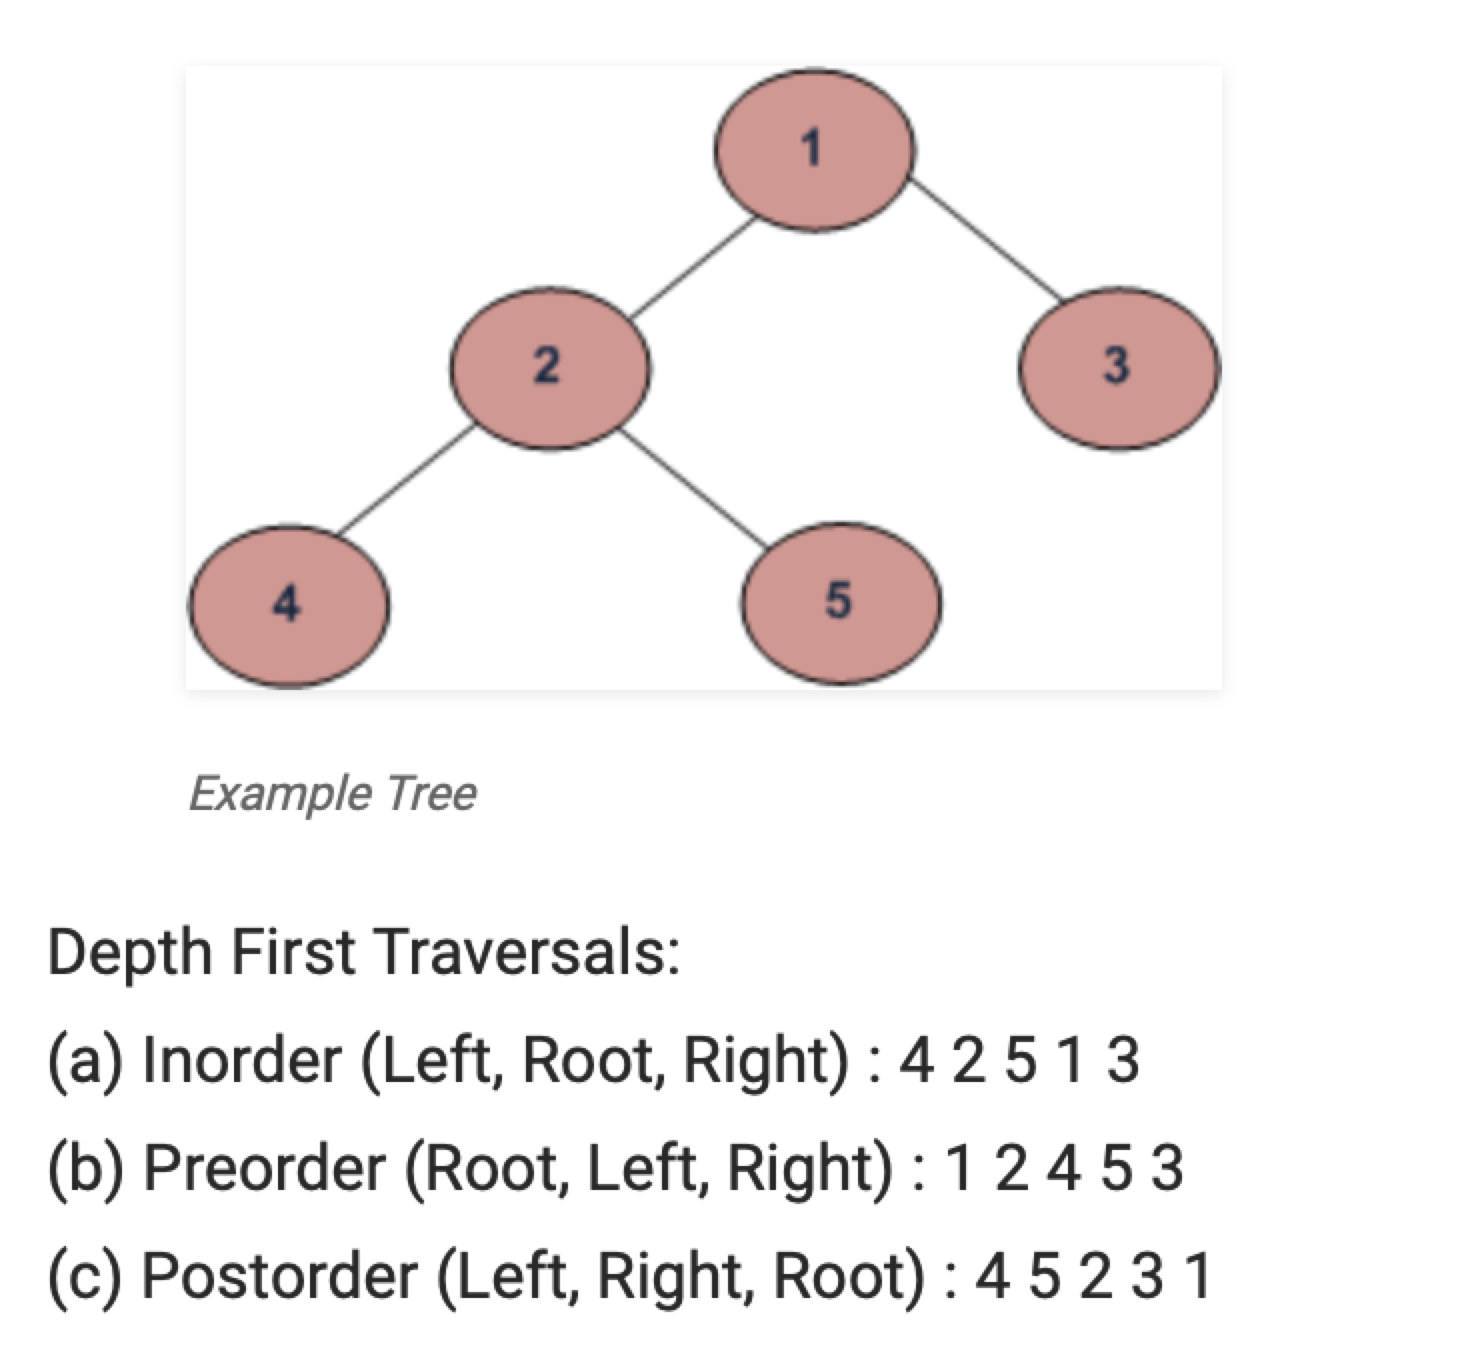 1
2 3
4 5
Example Tree
Depth First Traversals:
(a) Inorder (Left, Root, Right) : 4 2 5 1 3
(b) Preorder (Root, Left, Right) : 1 2 4 5 3
(c) Postorder (Left, Right, Root) : 4 5 2 3 1